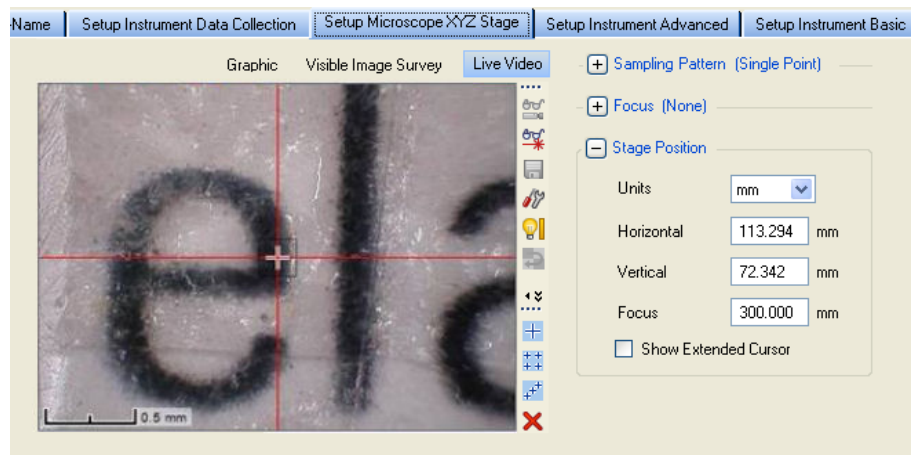 -Name Setup Instrument Data Collection Setup Microscope XYZ Stage Setup Instrument Advanced Setup Instrument Basic
Graphic Visible Image Survey Live Video
Sampling Pattern (Single Point)
Focus (None)
Stage Position
Units mm
Horizontal 113.294 mm
Vertical 72.342 mm
Focus 300.000 mm
Show Extended Cursor
el
0.5 mm